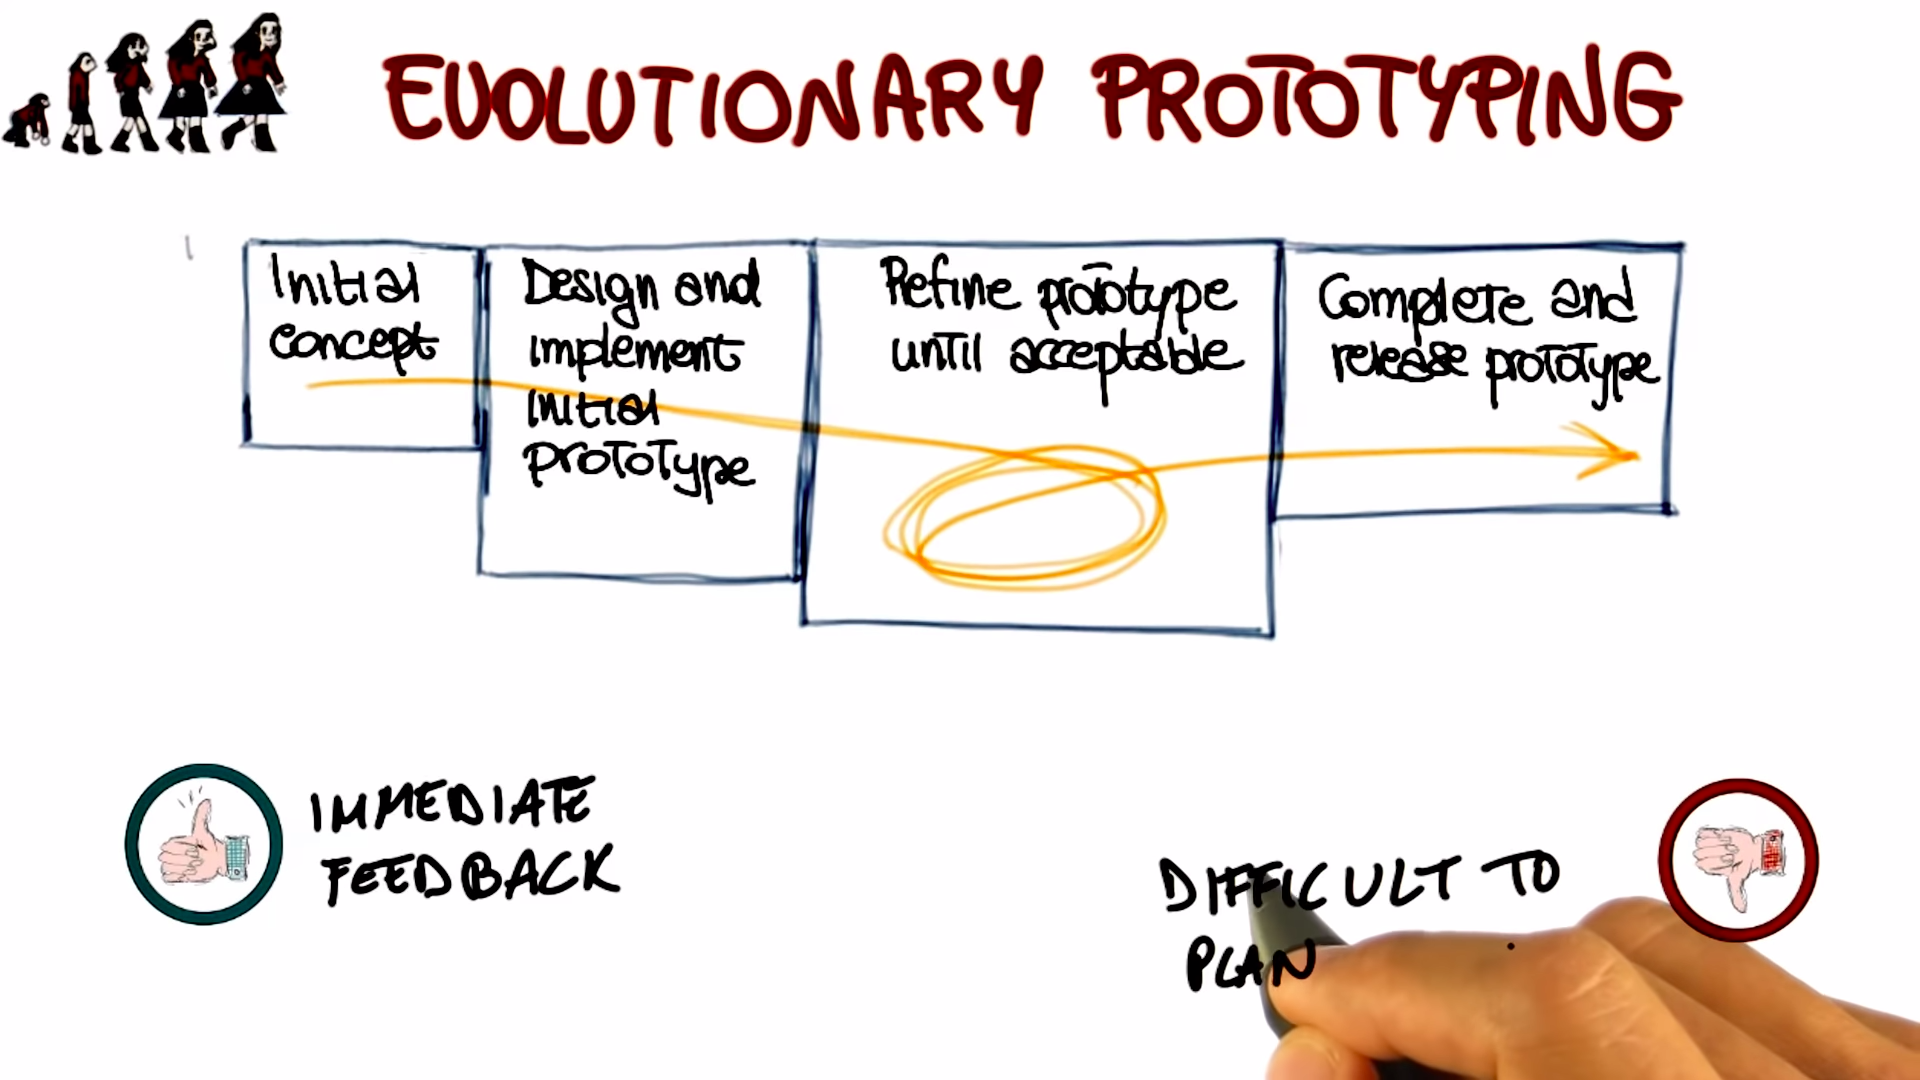 EVOLUTIONARY PROTOTYPING
Initial
concept
Design and
implement
initial
prototype
Refine prototype
until acceptable
Complete and
release prototype
IMMEDIATE
FEEDBACK
DIFFICULT TO
PLAN